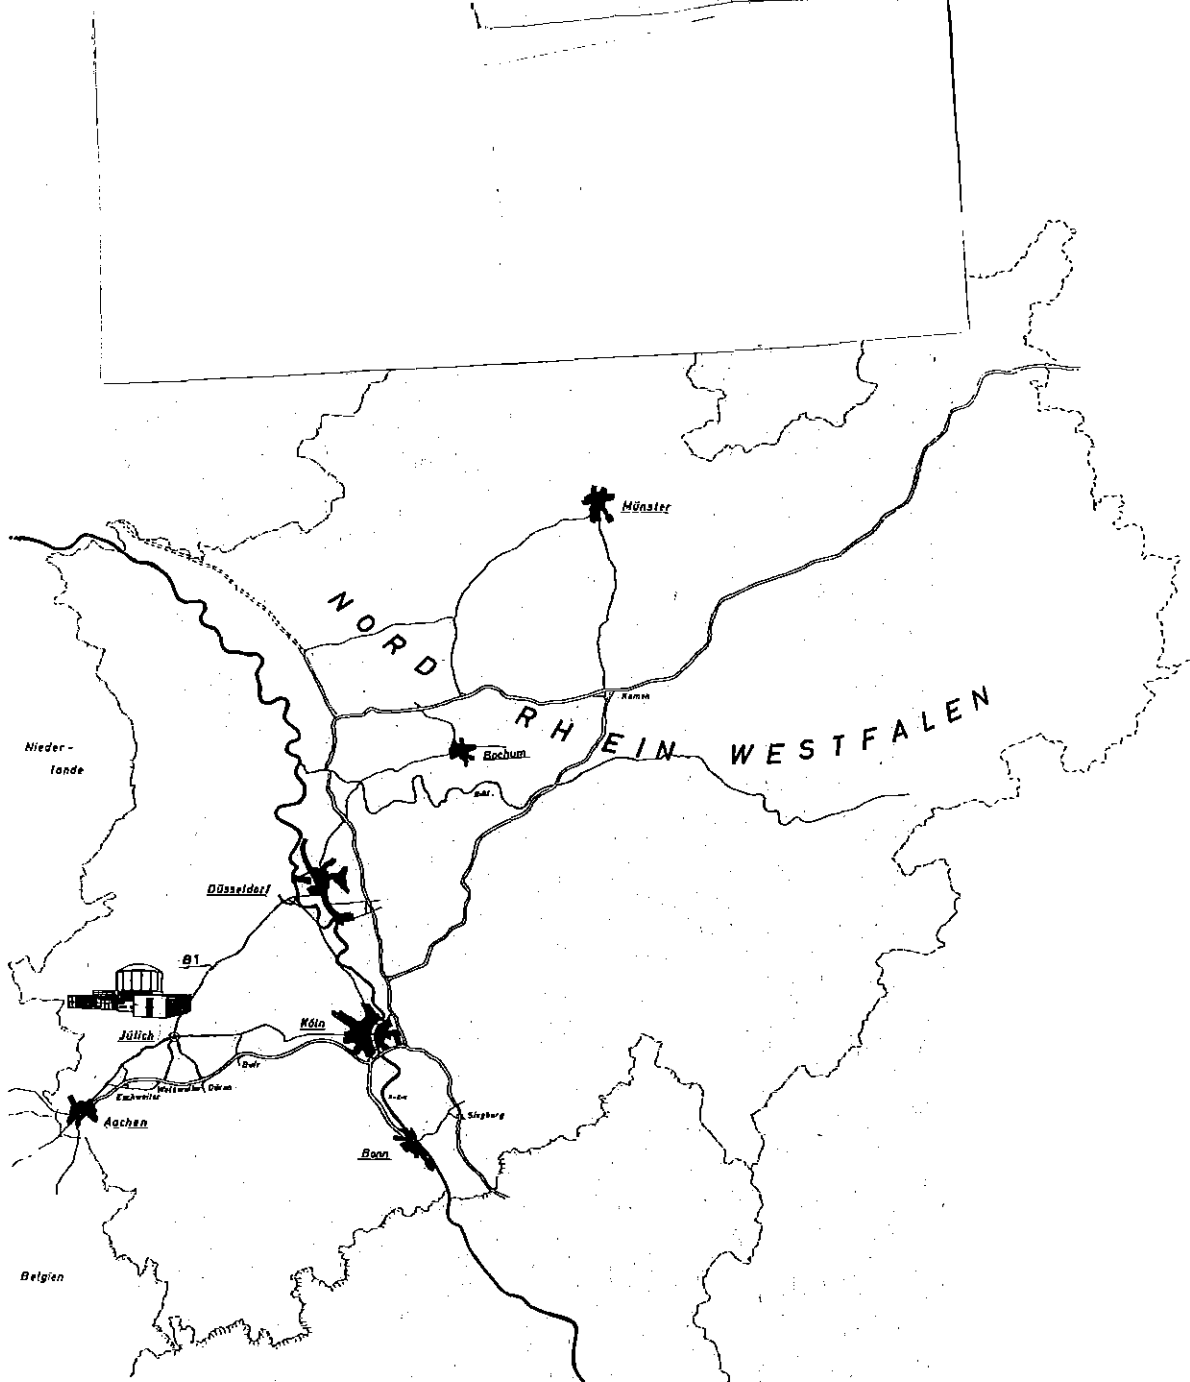 Münster
NORD
RHEIN WESTFALEN
Kamen
Nieder-
lande
Bochum
Düsseldorf
B1
Jülich
Köln
Buir
Eschweiler
Weisweiler
Düren
Aachen
Siegburg
Bonn
Belgien